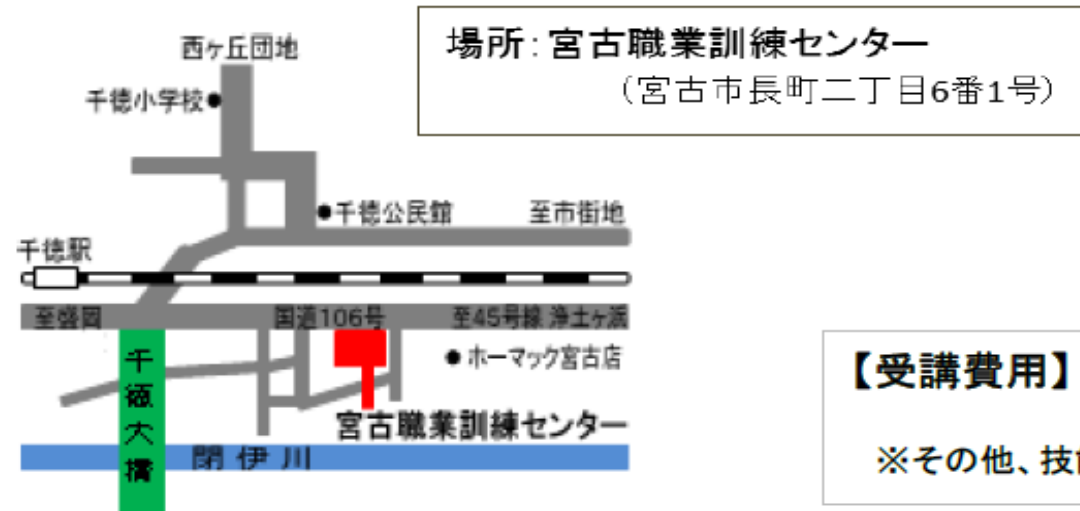 場所：宮古職業訓練センター
（宮古市長町二丁目6番1号）
西ヶ丘団地
千徳小学校●
●千徳公民館
至市街地
千徳駅
至盛岡
国道106号
至45号線 浄土ヶ浜
千徳大橋
●ホーマック宮古店
宮古職業訓練センター
閉伊川
【受講費用】
※その他、技